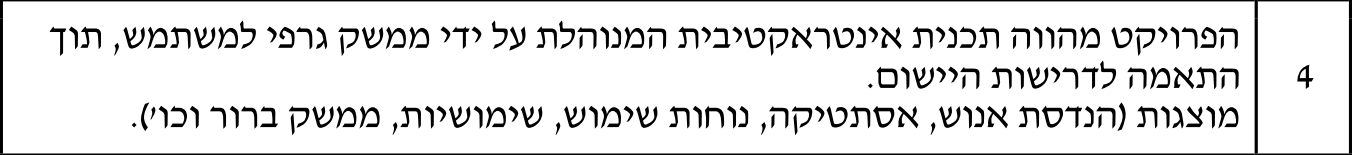 4
הפרויקט מהווה תכנית אינטראקטיבית המנוהלת על ידי ממשק גרפי למשתמש, תוך
התאמה לדרישות היישום.
מוצגות (הנדסת אנוש, אסתטיקה, נוחות שימוש, שימושיות, ממשק ברור וכו').